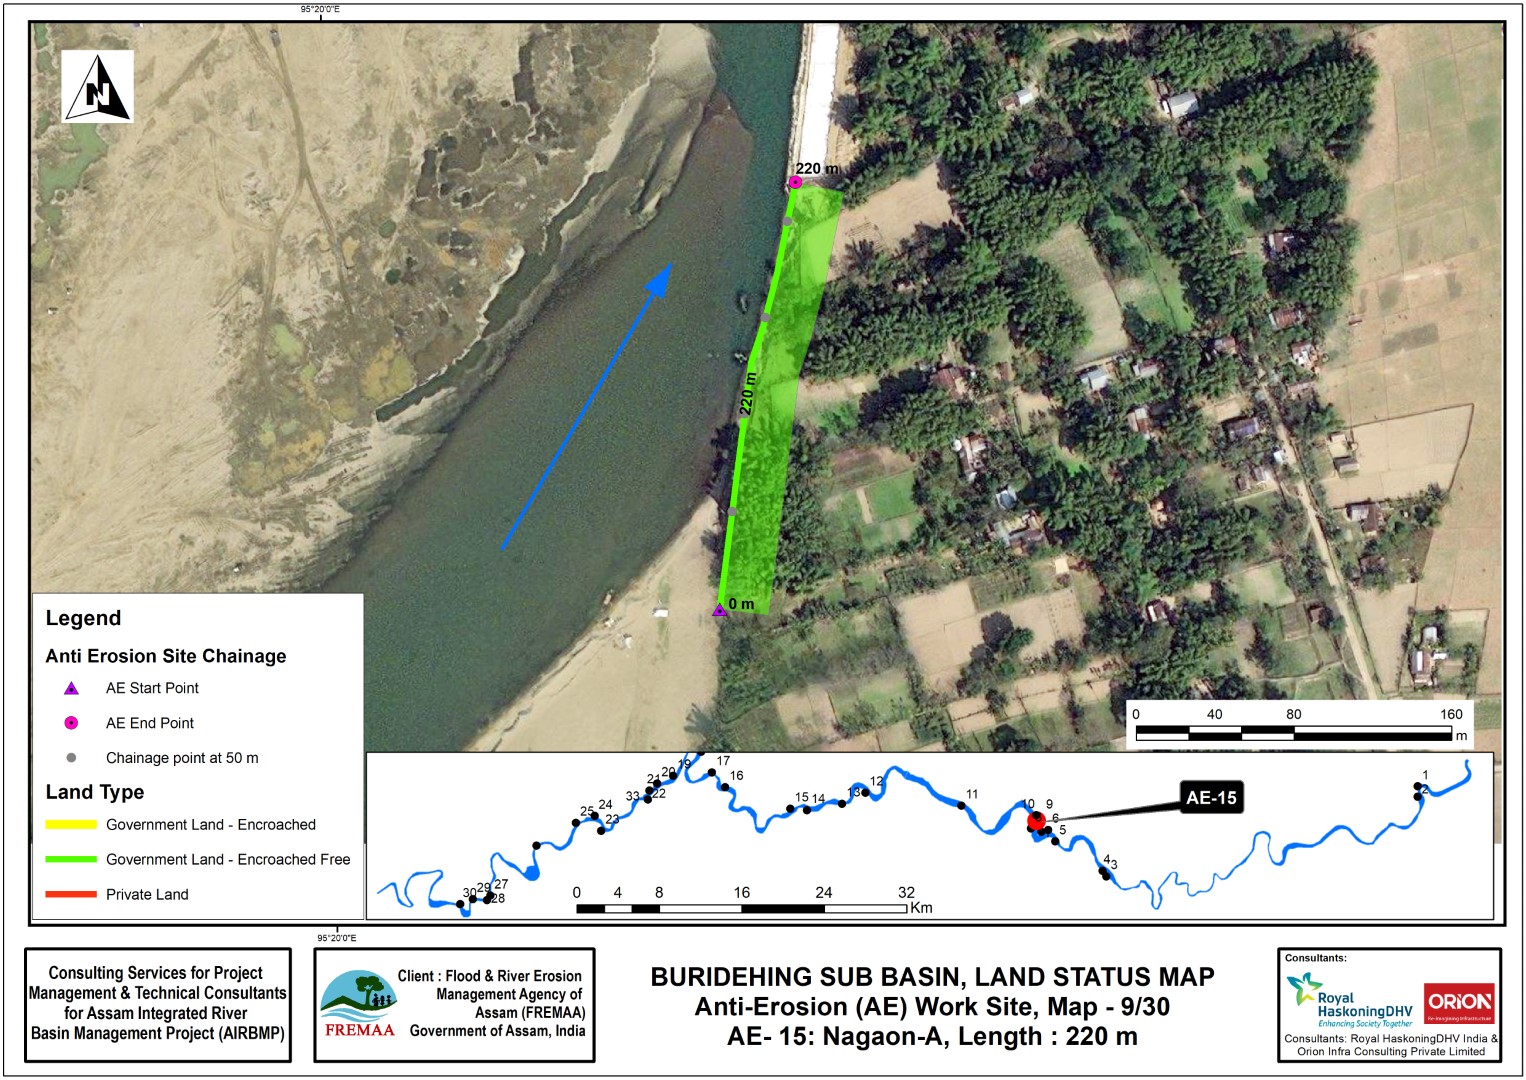 95°20'0"E
N
220 m
220 m
0 m
Legend
Anti Erosion Site Chainage
AE Start Point
AE End Point
Chainage point at 50 m
Land Type
Government Land - Encroached
Government Land - Encroached Free
Private Land
0 40 80 160
m
17
16
19
20
21
22
33
24
25
23
15
14
13
12
11
10
9
6
5
4
3
1
2
AE-15
27
28
29
30
0 4 8 16 24 32
Km
95°20'0"E
Consulting Services for Project
Management & Technical Consultants
for Assam Integrated River
Basin Management Project (AIRBMP)
FREMAA
Client : Flood & River Erosion
Management Agency of
Assam (FREMAA)
Government of Assam, India
BURIDEHING SUB BASIN, LAND STATUS MAP
Anti-Erosion (AE) Work Site, Map - 9/30
AE- 15: Nagaon-A, Length : 220 m
Consultants:
Royal
HaskoningDHV
Enhancing Society Together
ORION
Re-imagining infrastructure
Consultants: Royal HaskoningDHV India &
Orion Infra Consulting Private Limited